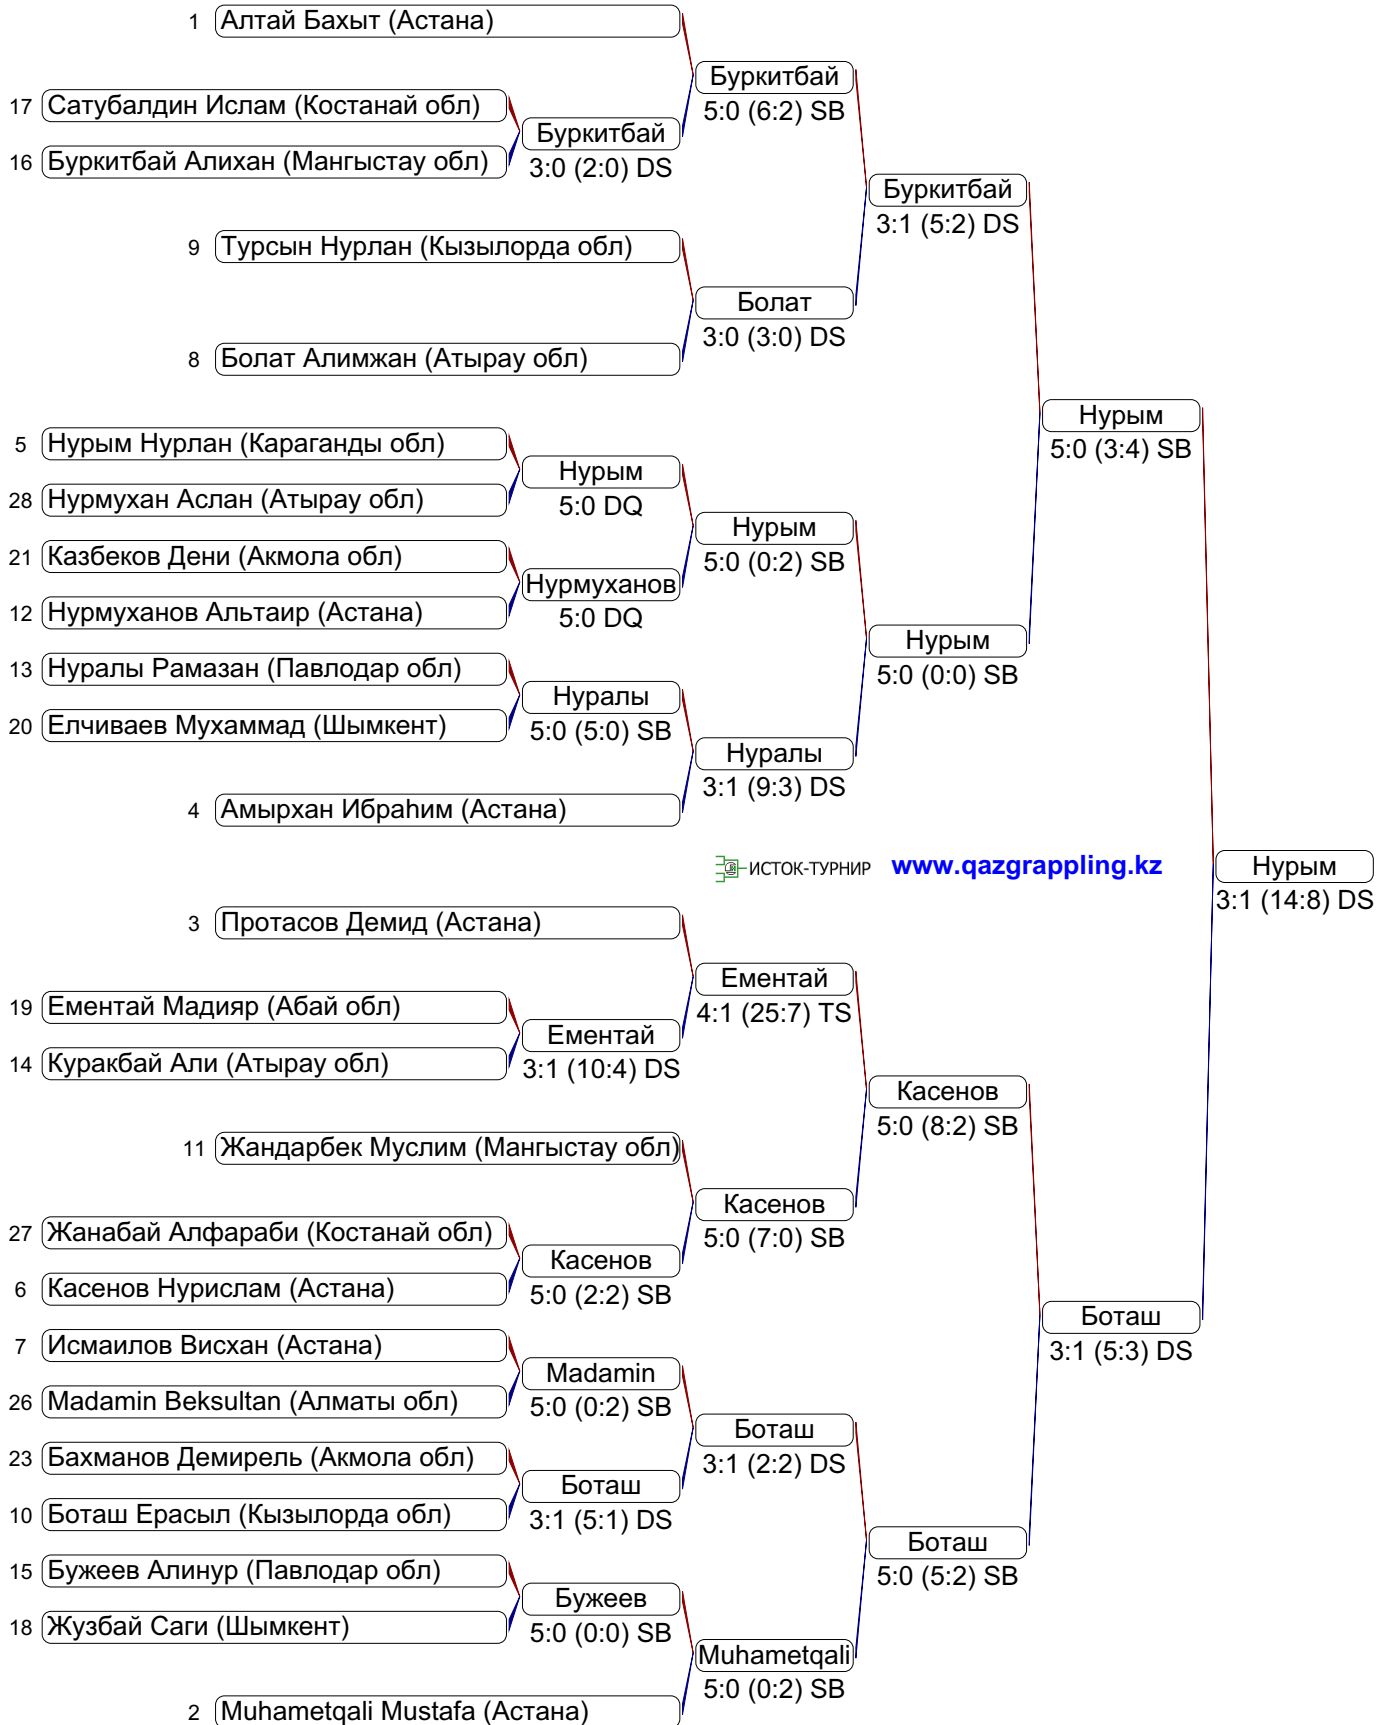 1 Алтай Бахыт (Астана)
Буркитбай
5:0 (6:2) SB
17 Сатубалдин Ислам (Костанай обл)
Буркитбай
3:0 (2:0) DS
16 Буркитбай Алихан (Мангыстау обл)
Буркитбай
3:1 (5:2) DS
9 Турсын Нурлан (Кызылорда обл)
Болат
3:0 (3:0) DS
8 Болат Алимжан (Атырау обл)
Нурым
5:0 (3:4) SB
5 Нурым Нурлан (Караганды обл)
Нурым
5:0 DQ
28 Нурмухан Аслан (Атырау обл)
Нурым
5:0 (0:2) SB
21 Казбеков Дени (Акмола обл)
Нурмуханов
5:0 DQ
12 Нурмуханов Альтаир (Астана)
Нурым
5:0 (0:0) SB
13 Нуралы Рамазан (Павлодар обл)
Нуралы
5:0 (5:0) SB
20 Елчиваев Мухаммад (Шымкент)
Нуралы
3:1 (9:3) DS
4 Амырхан Ибраһим (Астана)
ИСТОК-ТУРНИР www.qazgrappling.kz
Нурым
3:1 (14:8) DS
3 Протасов Демид (Астана)
Ементай
4:1 (25:7) TS
19 Ементай Мадияр (Абай обл)
Ементай
3:1 (10:4) DS
14 Куракбай Али (Атырау обл)
Касенов
5:0 (8:2) SB
11 Жандарбек Муслим (Мангыстау обл)
Касенов
5:0 (7:0) SB
27 Жанабай Алфараби (Костанай обл)
Касенов
5:0 (2:2) SB
6 Касенов Нурислам (Астана)
Боташ
3:1 (5:3) DS
7 Исмаилов Висхан (Астана)
Madamin
5:0 (0:2) SB
26 Madamin Beksultan (Алматы обл)
Боташ
3:1 (2:2) DS
23 Бахманов Демирель (Акмола обл)
Боташ
3:1 (5:1) DS
10 Боташ Ерасыл (Кызылорда обл)
Боташ
5:0 (5:2) SB
15 Бужеев Алинур (Павлодар обл)
Бужеев
5:0 (0:0) SB
18 Жузбай Саги (Шымкент)
Muhametqali
5:0 (0:2) SB
2 Muhametqali Mustafa (Астана)